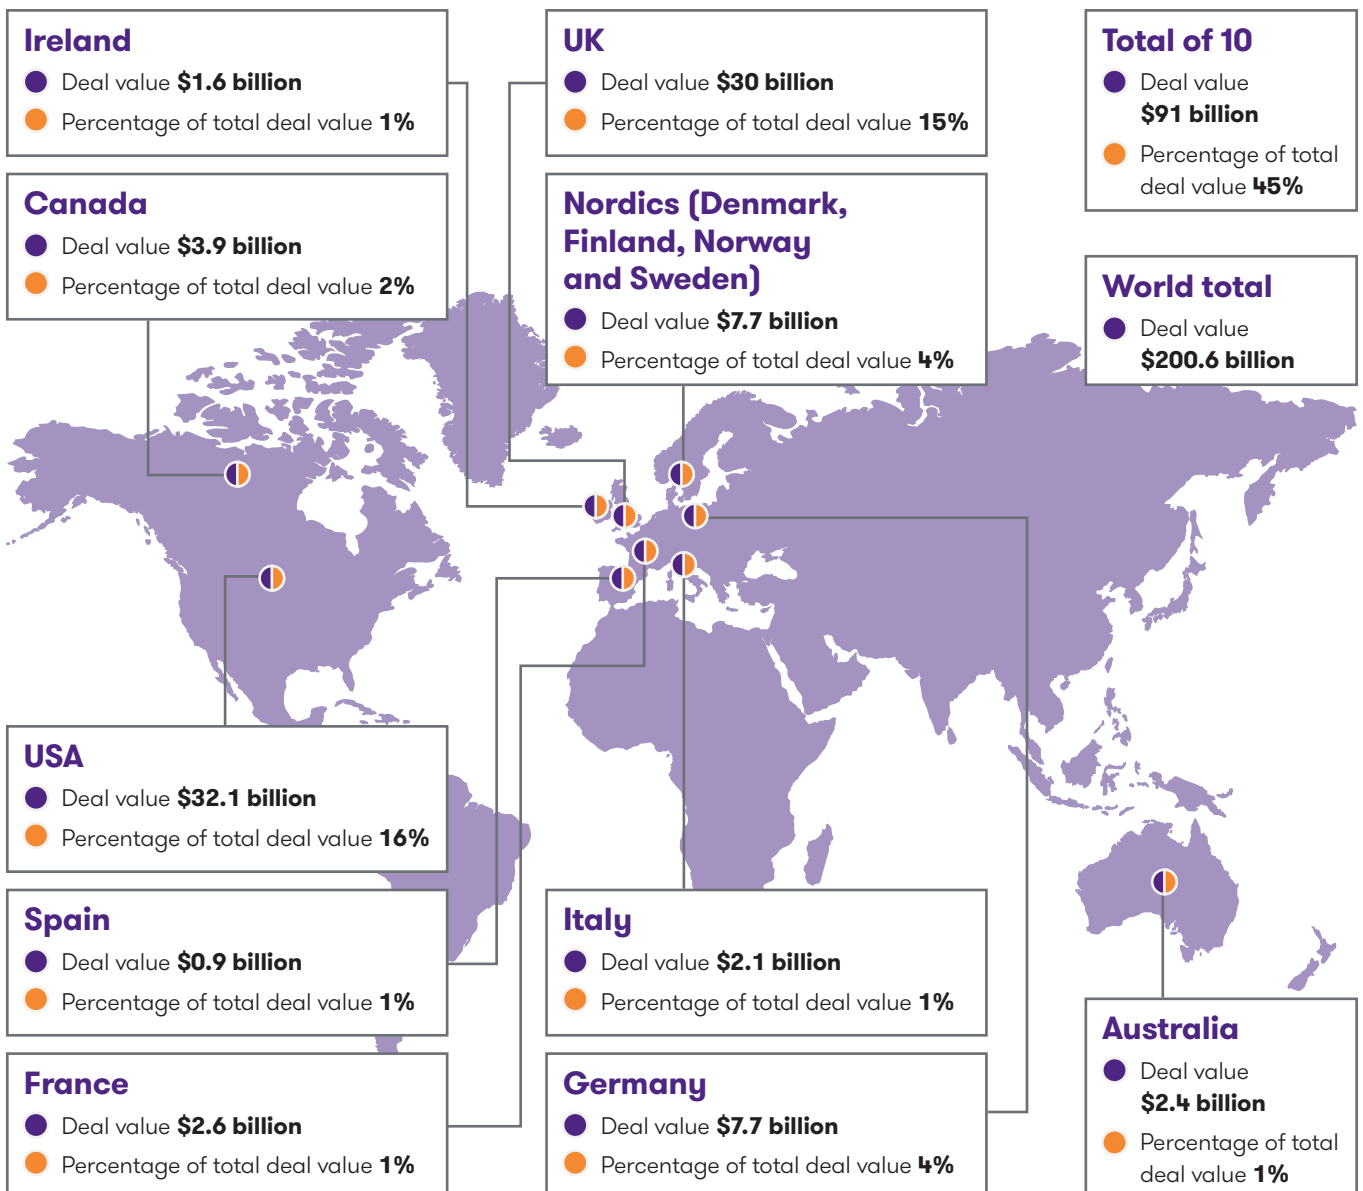 Ireland
Deal value $1.6 billion
Percentage of total deal value 1%
UK
Deal value $30 billion
Percentage of total deal value 15%
Total of 10
Deal value
$91 billion
Percentage of total
deal value 45%
Canada
Deal value $3.9 billion
Percentage of total deal value 2%
Nordics (Denmark,
Finland, Norway
and Sweden)
Deal value $7.7 billion
Percentage of total deal value 4%
World total
Deal value
$200.6 billion
USA
Deal value $32.1 billion
Percentage of total deal value 16%
Spain
Deal value $0.9 billion
Percentage of total deal value 1%
Italy
Deal value $2.1 billion
Percentage of total deal value 1%
France
Deal value $2.6 billion
Percentage of total deal value 1%
Germany
Deal value $7.7 billion
Percentage of total deal value 4%
Australia
Deal value
$2.4 billion
Percentage of total
deal value 1%